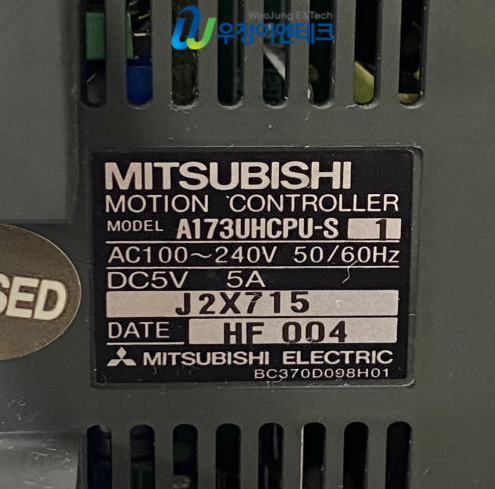 WooJung E&Tech
우정이엔테크
MITSUBISHI
MOTION CONTROLLER
MODEL A173UHCPU-S 1
AC100~240V 50/60Hz
DC5V 5A
J2X715
DATE HF 004
MITSUBISHI ELECTRIC
BC370D098H01
SED